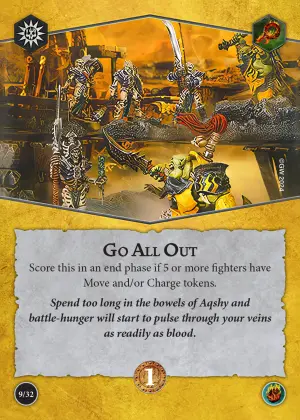 ©GW 2024
Go All Out
Score this in an end phase if 5 or more fighters have
Move and/or Charge tokens.
Spend too long in the bowels of Aqshy and
battle-hunger will start to pulse through your veins
as readily as blood.
1
9/32